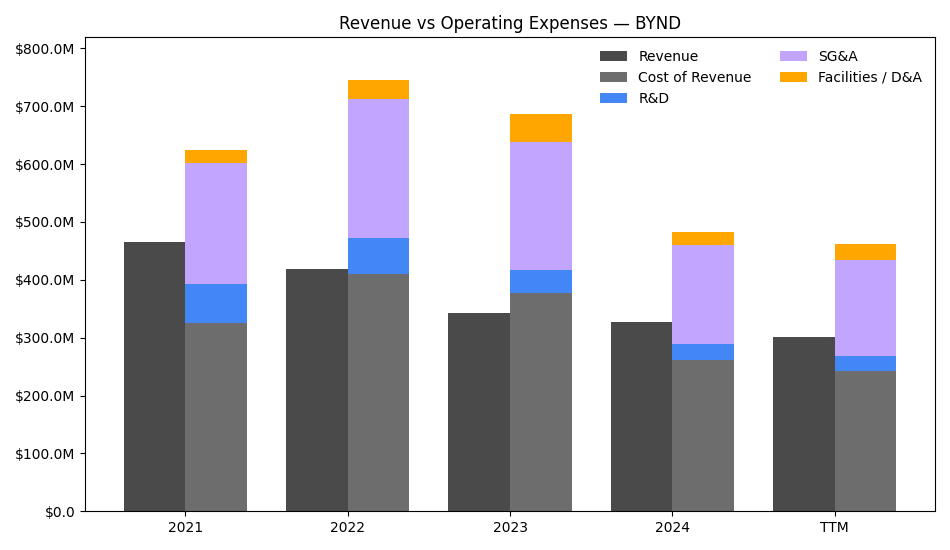 Revenue vs Operating Expenses — BYND
$800.0M
$700.0M
$600.0M
$500.0M
$400.0M
$300.0M
$200.0M
$100.0M
$0.0
Revenue
Cost of Revenue
R&D
SG&A
Facilities / D&A
2021
2022
2023
2024
TTM